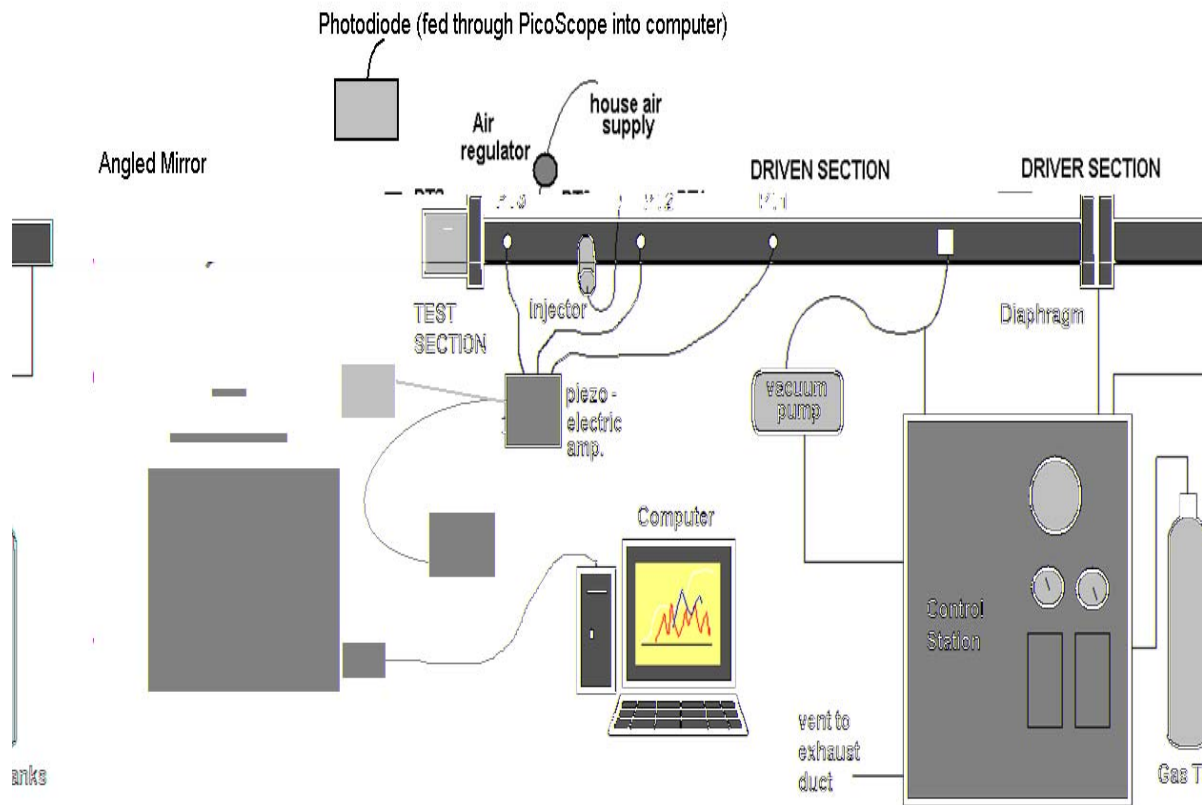 Photodiode (fed through PicoScope into computer)
house air
supply
Air
regulator
Angled Mirror
DRIVEN SECTION
DRIVER SECTION
TEST
SECTION
injector
Diaphragm
vacuum
pump
piezo -
electric
amp.
Computer
Control
Station
vent to
exhaust
duct
anks
Gas T